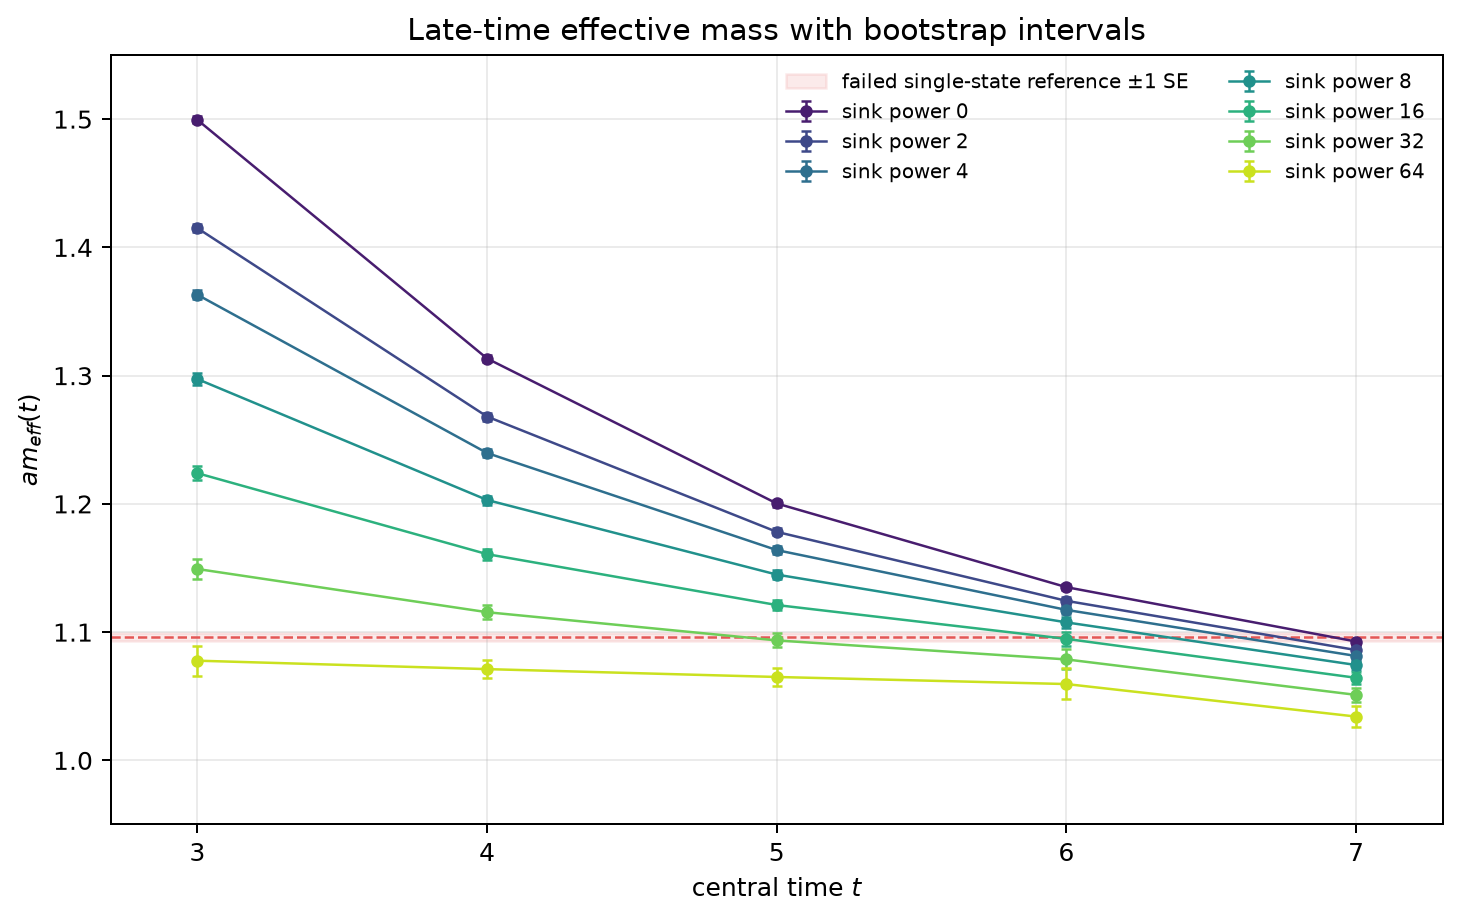 Late-time effective mass with bootstrap intervals
failed single-state reference ±1 SE
sink power 0
sink power 2
sink power 4
sink power 8
sink power 16
sink power 32
sink power 64
am_eff(t)
1.5
1.4
1.3
1.2
1.1
1.0
3 4 5 6 7
central time t